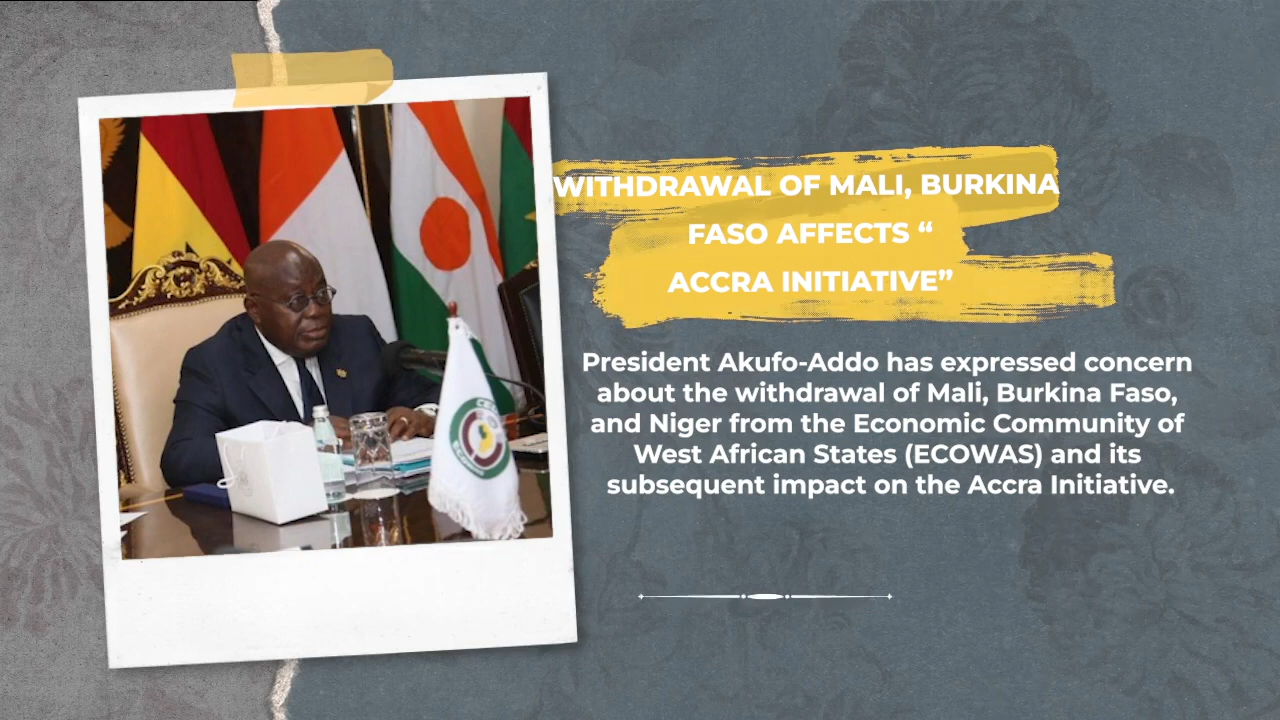 WITHDRAWAL OF MALI, BURKINA
FASO AFFECTS “
ACCRA INITIATIVE”
President Akufo-Addo has expressed concern
about the withdrawal of Mali, Burkina Faso,
and Niger from the Economic Community of
West African States (ECOWAS) and its
subsequent impact on the Accra Initiative.